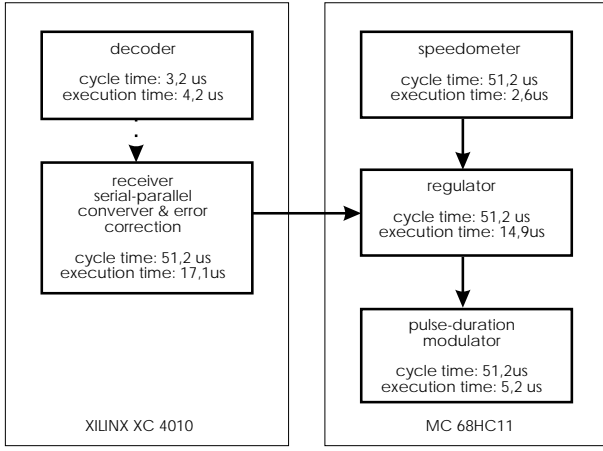 decoder
cycle time: 3,2 us
execution time: 4,2 us
receiver
serial-parallel
converver & error
correction
cycle time: 51,2 us
execution time: 17,1us
XILINX XC 4010
speedometer
cycle time: 51,2 us
execution time: 2,6us
regulator
cycle time: 51,2 us
execution time: 14,9us
pulse-duration
modulator
cycle time: 51,2us
execution time: 5,2 us
MC 68HC11